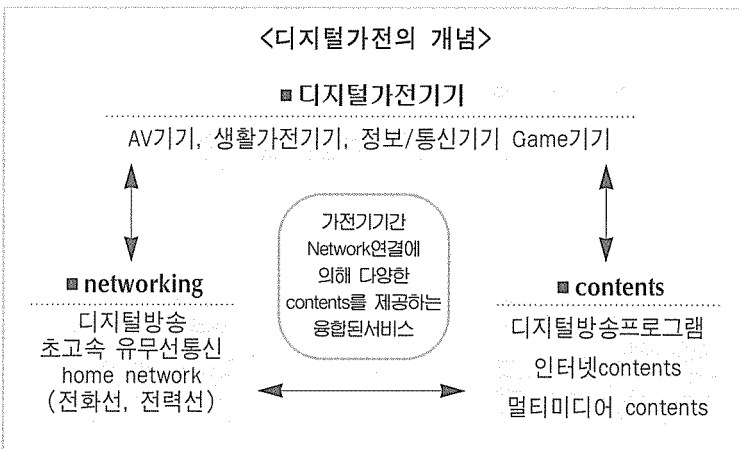 <디지털가전의 개념>
■ 디지털가전기기
AV기기, 생활가전기기, 정보/통신기기 Game기기
가전기기간
Network연결에
의해 다양한
contents를 제공하는
융합된서비스
■ networking
디지털방송
초고속 유무선통신
home network
(전화선, 전력선)
■ contents
디지털방송프로그램
인터넷contents
멀티미디어 contents